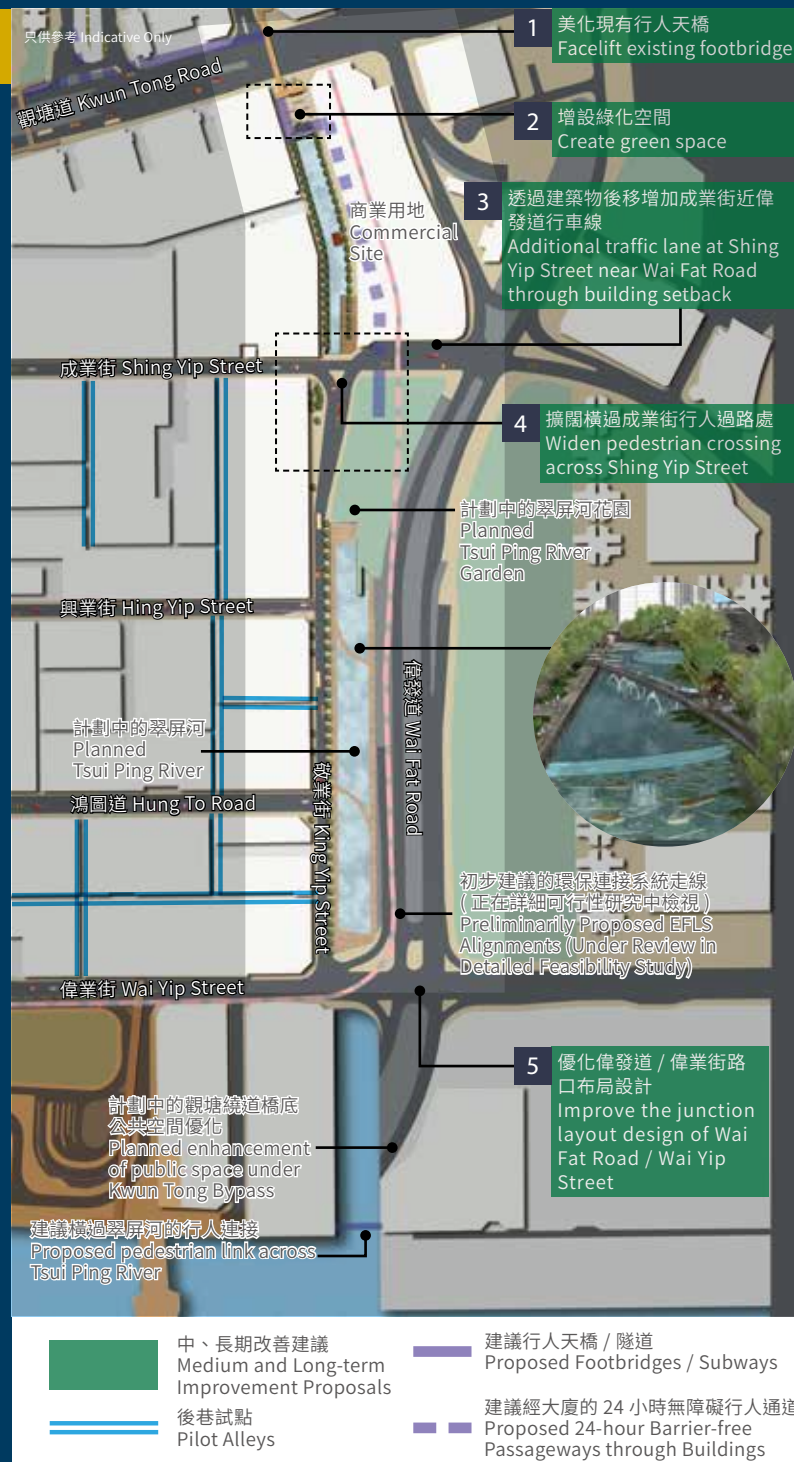 只供參考 Indicative Only
觀塘道 Kwun Tong Road
1
美化現有行人天橋
Facelift existing footbridge
2
增設綠化空間
Create green space
3
透過建築物後移增加成業街近偉
發道行車線
Additional traffic lane at Shing
Yip Street near Wai Fat Road
through building setback
商業用地
Commercial
Site
成業街 Shing Yip Street
4
擴闊橫過成業街行人過路處
Widen pedestrian crossing
across Shing Yip Street
計劃中的翠屏河花園
Planned
Tsui Ping River
Garden
興業街 Hing Yip Street
偉發道 Wai Fat Road
計劃中的翠屏河
Planned
Tsui Ping River
敬業街 King Yip Street
鴻圖道 Hung To Road
初步建議的環保連接系統走線
( 正在詳細可行性研究中檢視 )
Preliminarily Proposed EFLS
Alignments (Under Review in
Detailed Feasibility Study)
偉業街 Wai Yip Street
5
優化偉發道 / 偉業街路
口布局設計
Improve the junction
layout design of Wai
Fat Road / Wai Yip
Street
計劃中的觀塘繞道橋底
公共空間優化
Planned enhancement
of public space under
Kwun Tong Bypass
建議橫過翠屏河的行人連接
Proposed pedestrian link across
Tsui Ping River
中、長期改善建議
Medium and Long-term
Improvement Proposals
後巷試點
Pilot Alleys
建議行人天橋 / 隧道
Proposed Footbridges / Subways
建議經大廈的 24 小時無障礙行人通道
Proposed 24-hour Barrier-free
Passageways through Buildings